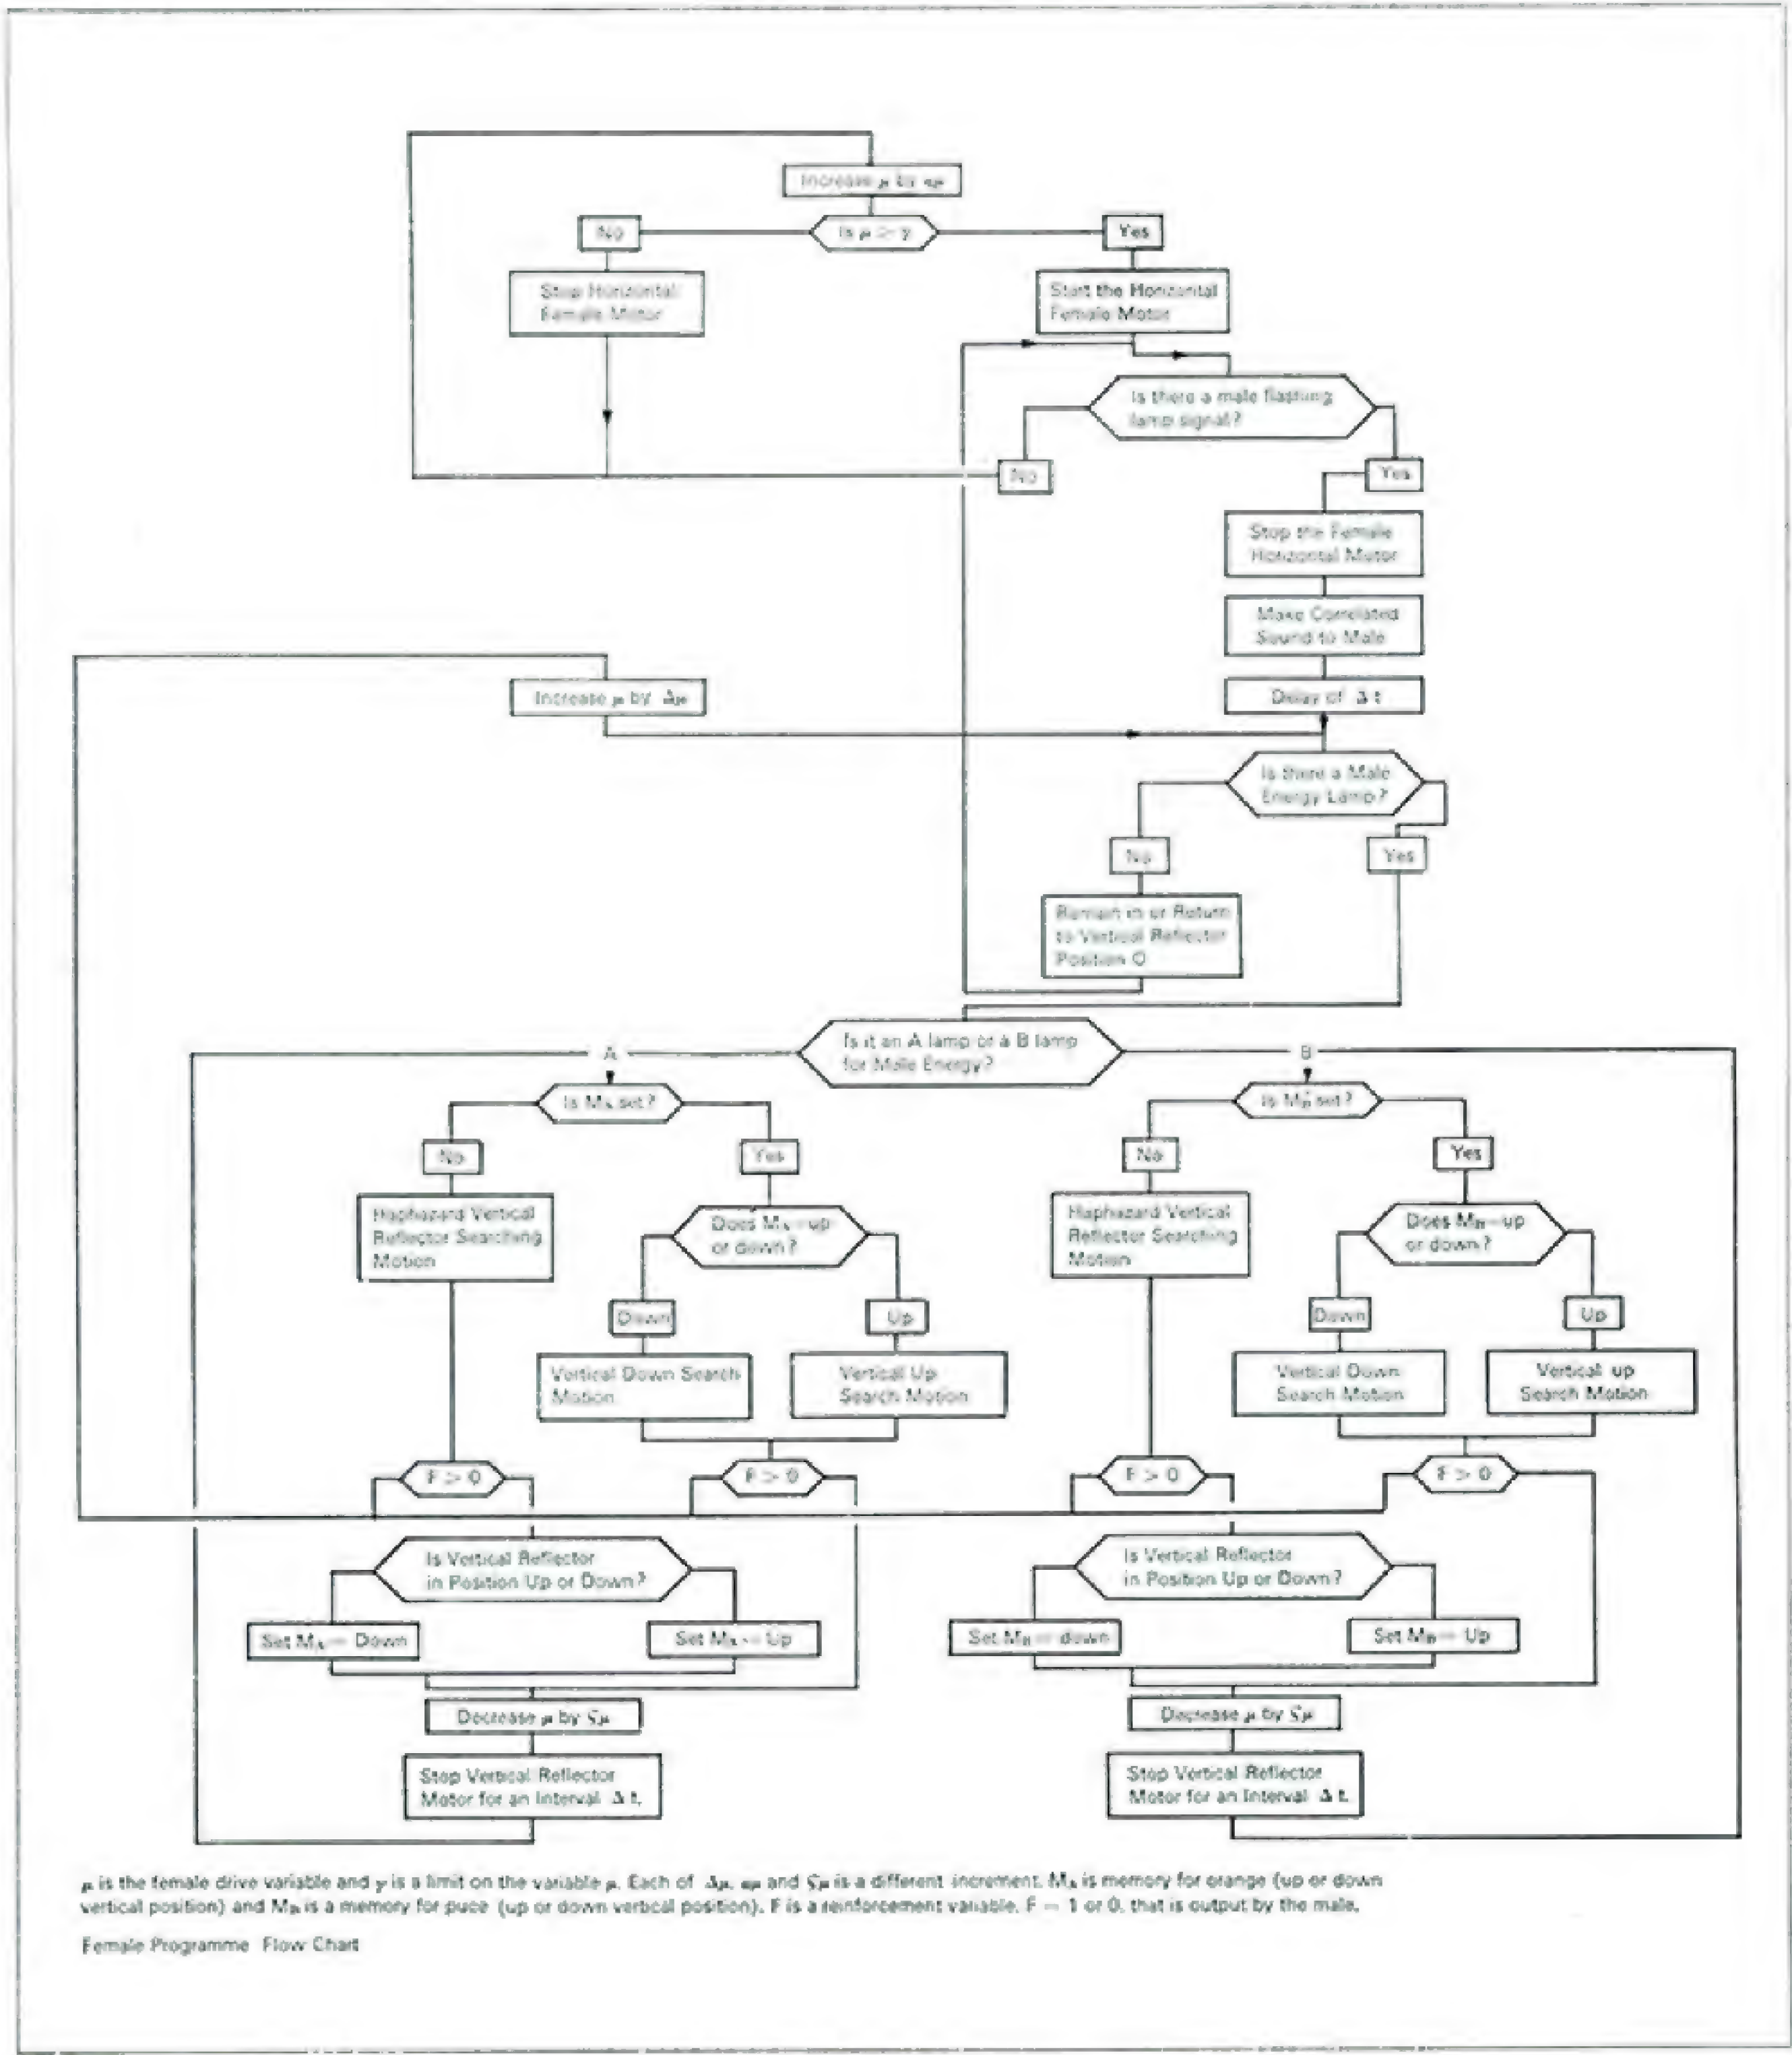 Increase μ by αμ
No
Is μ > γ
Yes
Stop Horizontal
Female Motor
Start the Horizontal
Female Motor
Is there a male flashing
lamp signal?
No
Yes
Stop the Female
Horizontal Motor
Make Correlated
Sound to Male
Increase μ by Δμ
Delay of Δ t
Is there a Male
Energy Lamp?
No
Yes
Remain in or Return
to Vertical Reflector
Position O
Is it an A lamp or a B lamp
for Male Energy?
A
B
Is MA set?
Is MB set?
No
Yes
No
Yes
Haphazard Vertical
Reflector Searching
Motion
Does MA = up
or down?
Haphazard Vertical
Reflector Searching
Motion
Does MB = up
or down?
Down
Up
Down
Up
Vertical Down Search
Motion
Vertical Up
Search Motion
Vertical Down
Search Motion
Vertical up
Search Motion
F > 0
F > 0
F > 0
F > 0
Is Vertical Reflector
in Position Up or Down?
Is Vertical Reflector
in Position Up or Down?
Set MA = Down
Set MA = Up
Set MB = down
Set MB = Up
Decrease μ by ςμ
Decrease μ by ςμ
Stop Vertical Reflector
Motor for an Interval Δ t.
Stop Vertical Reflector
Motor for an Interval Δ t.
μ is the female drive variable and γ is a limit on the variable μ. Each of Δμ, αμ and ςμ is a different increment. MA is memory for orange (up or down
vertical position) and MB is a memory for puce (up or down vertical position). F is a reinforcement variable, F = 1 or 0, that is output by the male.
Female Programme Flow Chart